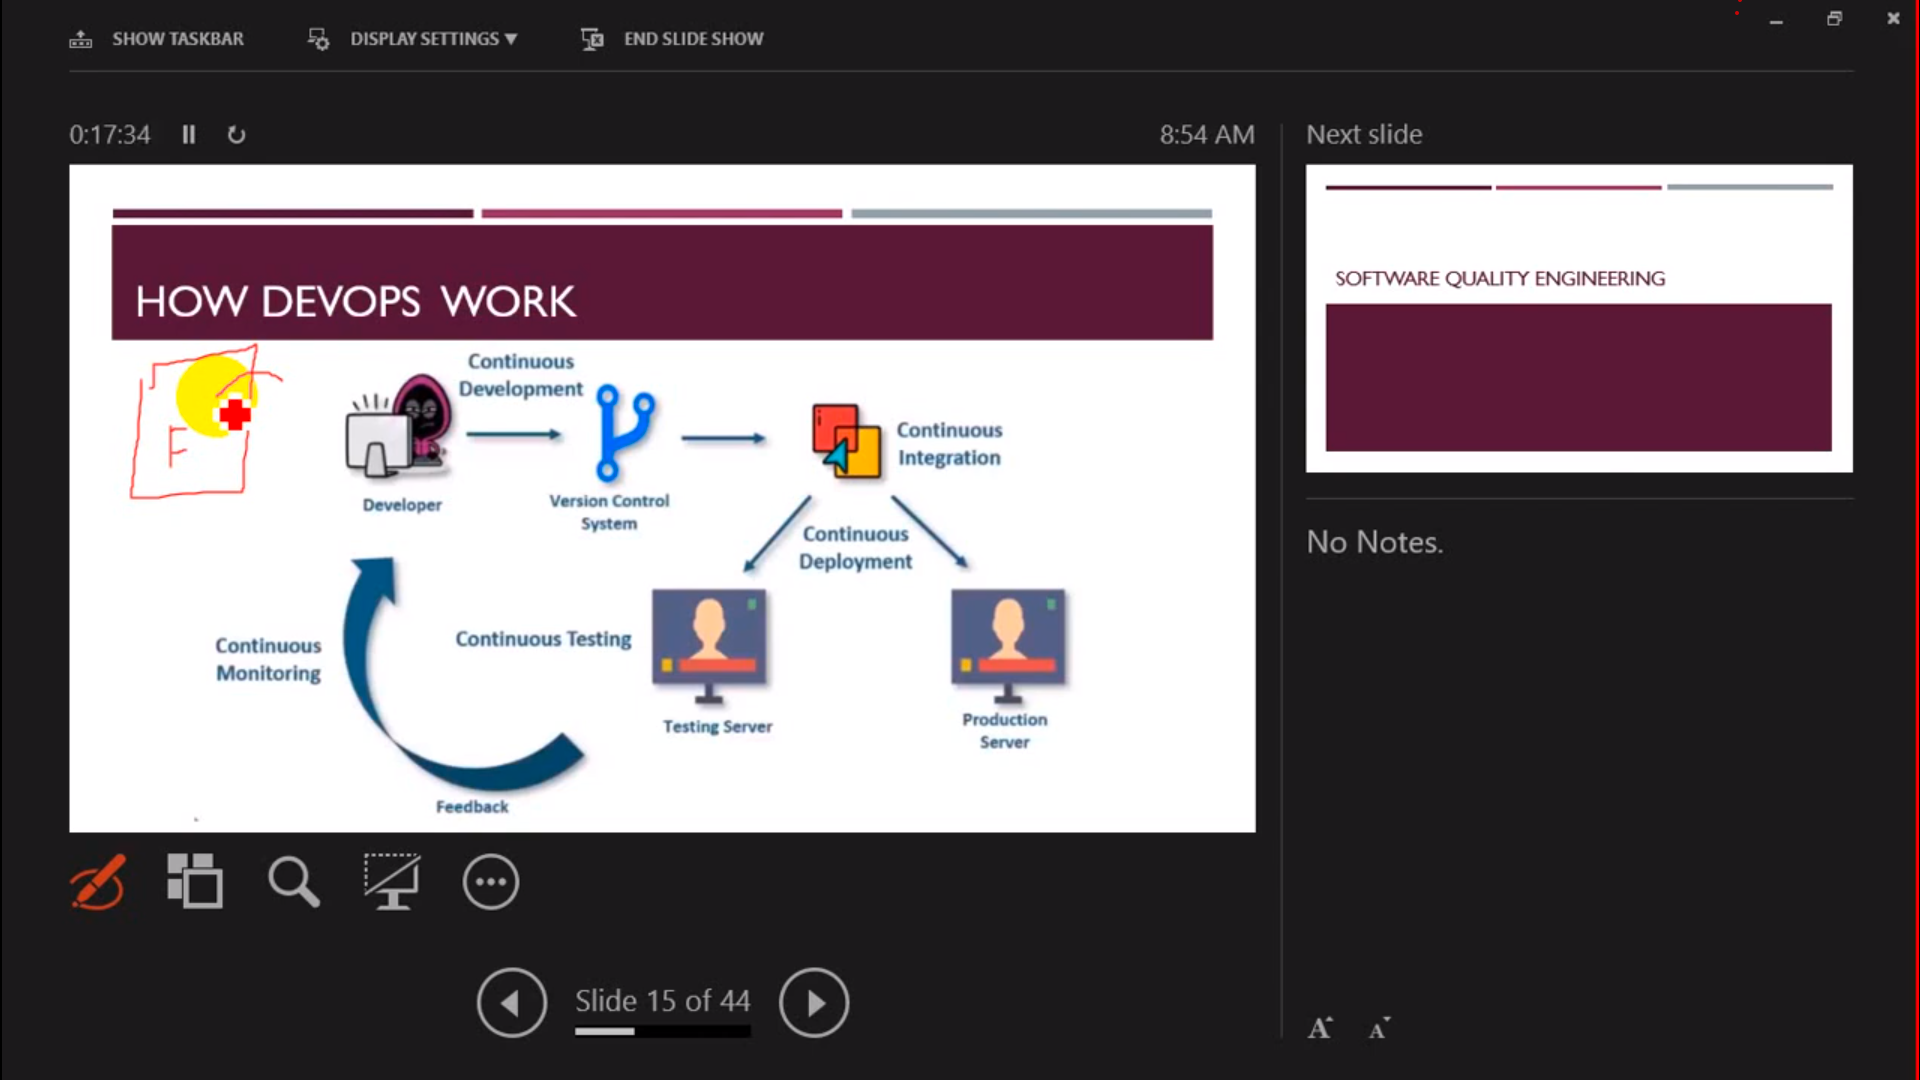 SHOW TASKBAR
DISPLAY SETTINGS ▼
END SLIDE SHOW
0:17:34
8:54 AM
Next slide
HOW DEVOPS WORK
F
Continuous
Development
Developer
Version Control
System
Continuous
Integration
Continuous
Deployment
Continuous
Monitoring
Continuous Testing
Testing Server
Production
Server
Feedback
SOFTWARE QUALITY ENGINEERING
No Notes.
Slide 15 of 44
A
A